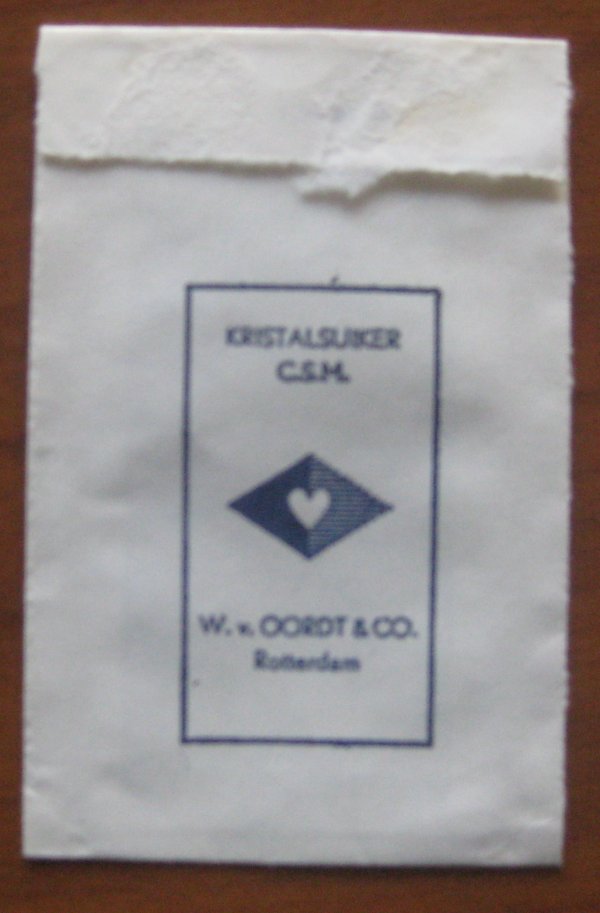 KRISTALSUIKER
C.S.M.
W. v. OORDT & CO.
Rotterdam